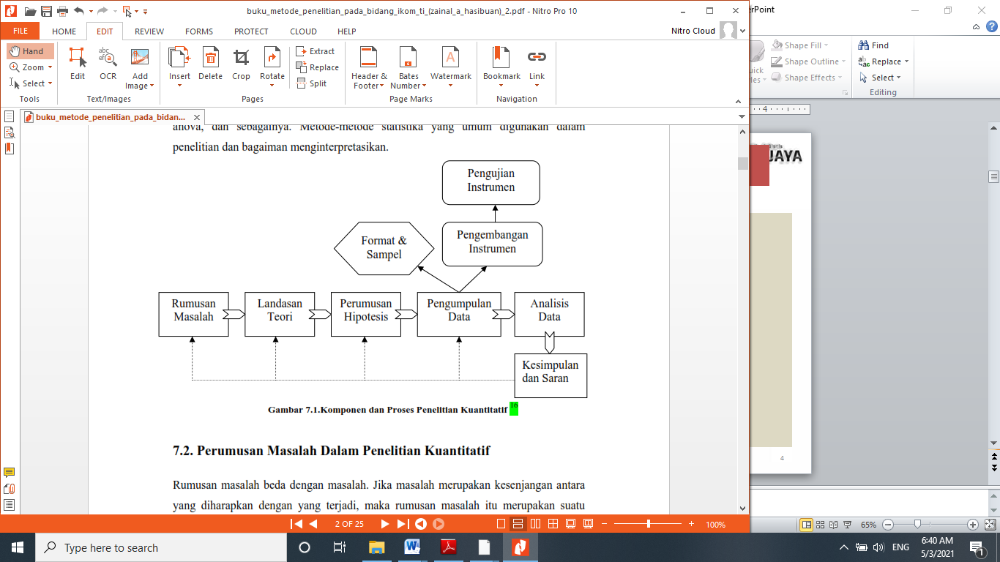 buku_metode_penelitian_pada_bidang_ikom_ti_(zainal_a_hasibuan)_2.pdf - Nitro Pro 10
FILE HOME EDIT REVIEW FORMS PROTECT CLOUD HELP
Nitro Cloud
Hand
Zoom
Select
Tools
Edit
abc ef
OCR
Add Image
Text/Images
Insert
Delete
Crop
Rotate
Extract
Replace
Split
Pages
Header & Footer
Bates Number
Watermark
Page Marks
Bookmark
Link
Navigation
Shape Fill
Shape Outline
Shape Effects
Find
Replace
Select
Editing
buku_metode_penelitian_pada_bidan...
4
JAYA
anova, dan sebagainya. Metode-metode statistika yang umum digunakan dalam
penelitian dan bagaiman menginterpretasikan.
Pengujian
Instrumen
Format &
Sampel
Pengembangan
Instrumen
Rumusan
Masalah
Landasan
Teori
Perumusan
Hipotesis
Pengumpulan
Data
Analisis
Data
Kesimpulan
dan Saran
Gambar 7.1.Komponen dan Proses Penelitian Kuantitatif 16
7.2. Perumusan Masalah Dalam Penelitian Kuantitatif
Rumusan masalah beda dengan masalah. Jika masalah merupakan kesenjangan antara
yang diharapkan dengan yang terjadi, maka rumusan masalah itu merupakan suatu
4
2 OF 25
100%
65%
Type here to search
ENG
6:40 AM
5/3/2021
1